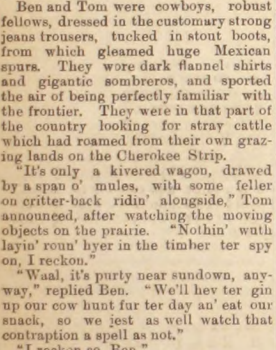 Ben and Tom were cowboys, robust
fellows, dressed in the customary strong
jeans trousers, tucked in stout boots,
from which gleamed huge Mexican
spurs. They wore dark flannel shirts
and gigantic sombreros, and sported
the air of being perfectly familiar with
the frontier. They were in that part of
the country looking for stray cattle
which had roamed from their own graz-
ing lands on the Cherokee Strip.
"It's only a kivered wagon, drawed
by a span o' mules, with some feller
on critter-back ridin' alongside," Tom
announced, after watching the moving
objects on the prairie. "Nothin' wuth
layin' roun' hyer in the timber ter spy
on, I reckon."
"Waal, it's purty near sundown, any-
way," replied Ben. "We'll hev ter gin
up our cow hunt fur ter day an' eat our
snack, so we jest as well watch that
contraption a spell as not."
"I reckon so, Ben."